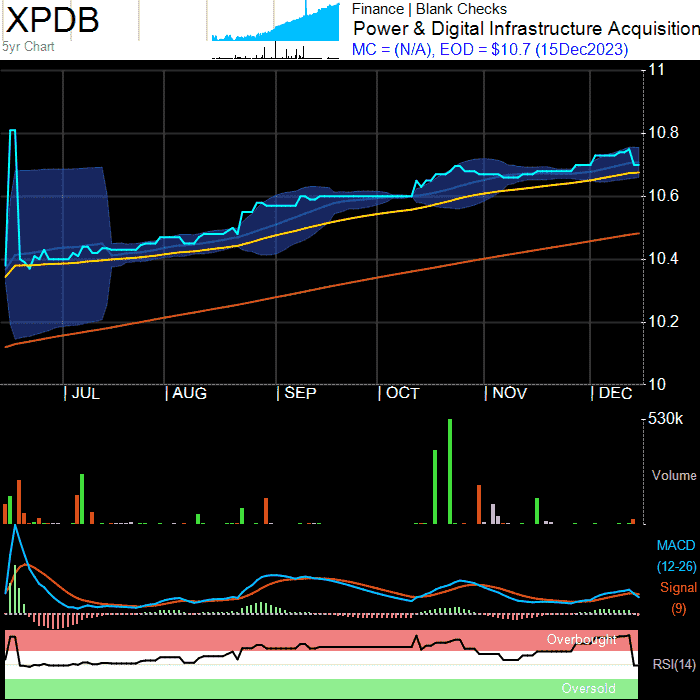 XPDB
5yr Chart
Finance | Blank Checks
Power & Digital Infrastructure Acquisition
MC = (N/A), EOD = $10.7 (15Dec2023)
11
10.8
10.6
10.4
10.2
10
| JUL | AUG | SEP | OCT | NOV | DEC
530k
Volume
MACD
(12-26)
Signal
(9)
Overbought
RSI(14)
Oversold